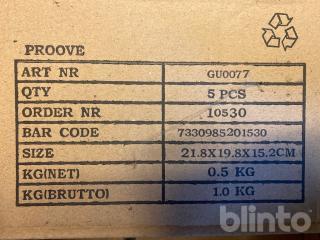 PROOVE
ART NR GU0077
QTY 5 PCS
ORDER NR 10530
BAR CODE 7330985201530
SIZE 21.8X19.8X15.2CM
KG(NET) 0.5 KG
KG(BRUTTO) 1.0 KG
blinto